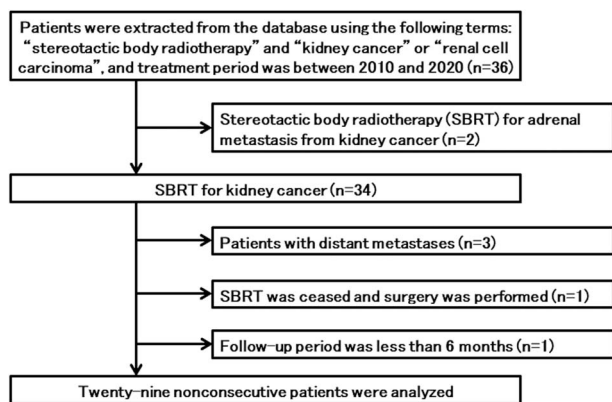 Patients were extracted from the database using the following terms:
“stereotactic body radiotherapy” and “kidney cancer” or “renal cell
carcinoma”, and treatment period was between 2010 and 2020 (n=36)
Stereotactic body radiotherapy (SBRT) for adrenal
metastasis from kidney cancer (n=2)
SBRT for kidney cancer (n=34)
Patients with distant metastases (n=3)
SBRT was ceased and surgery was performed (n=1)
Follow-up period was less than 6 months (n=1)
Twenty-nine nonconsecutive patients were analyzed